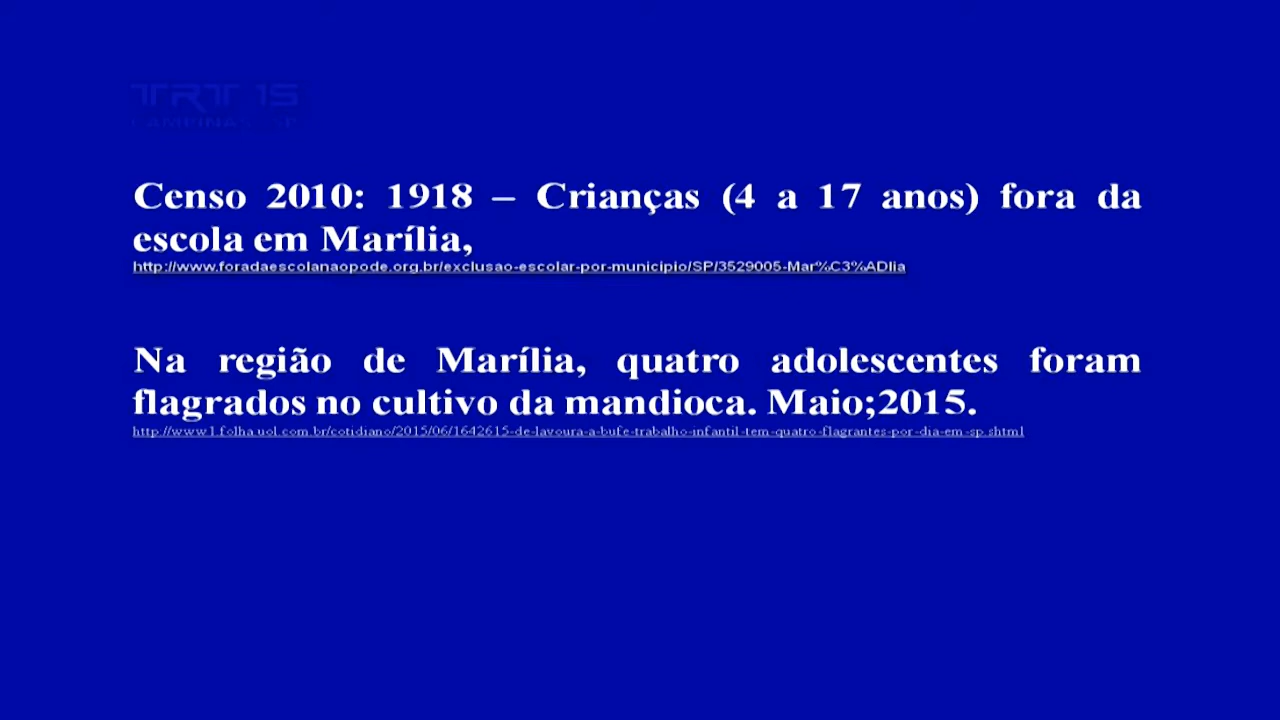 TRT 15
CAMPINAS SP
Censo 2010: 1918 – Crianças (4 a 17 anos) fora da
escola em Marília,
http://www.foradaescolanaopode.org.br/exclusao-escolar-por-municipio/SP/3529005-Mar%C3%ADlia
Na região de Marília, quatro adolescentes foram
flagrados no cultivo da mandioca. Maio;2015.
http://www1.folha.uol.com.br/cotidiano/2015/06/1642615-de-lavoura-a-bufe-trabalho-infantil-tem-quatro-flagrantes-por-dia-em-sp.shtml